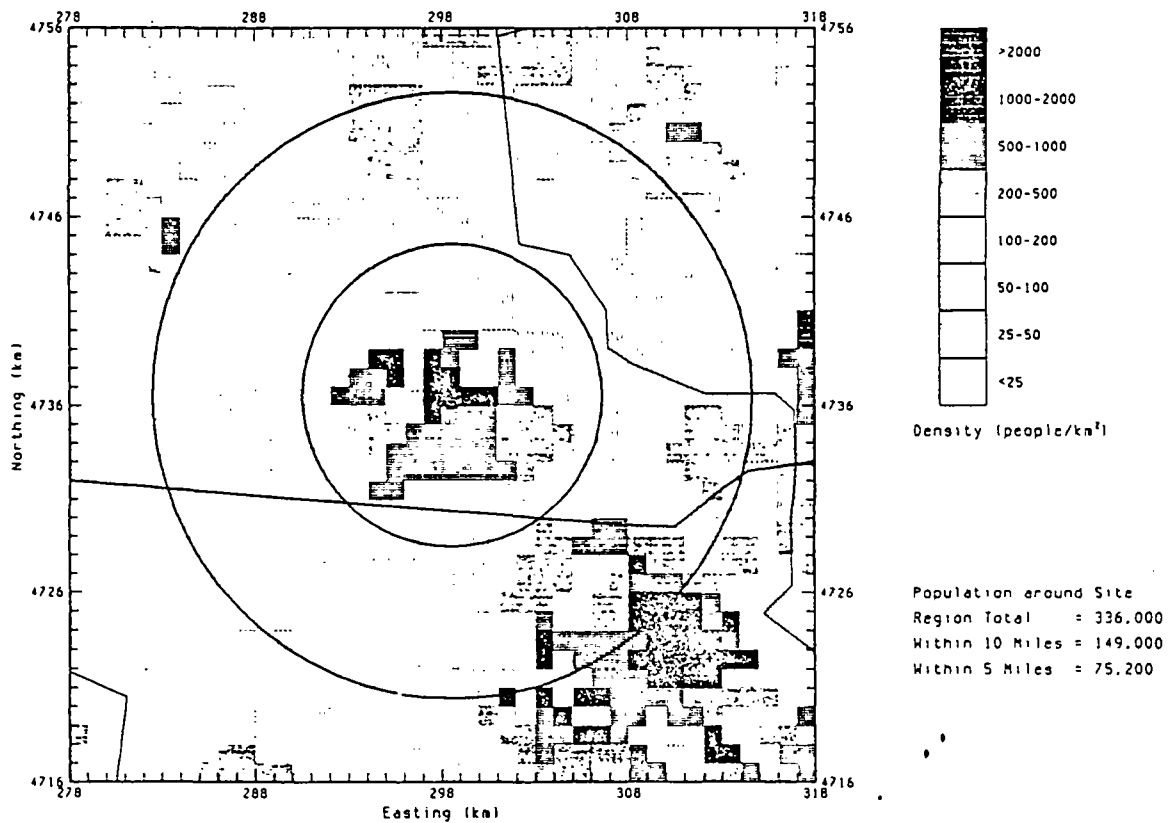 278 288 298 308 318
4756 4756
>2000
1000-2000
500-1000
4746 200-500 4746
100-200
50-100
25-50
<25
4736 4736
Density (people/km²)
Northing (km)
4726 4726
Population around Site
Region Total = 336.000
Within 10 Miles = 149.000
Within 5 Miles = 75.200
4716 4716
278 288 298 308 318
Easting (km)